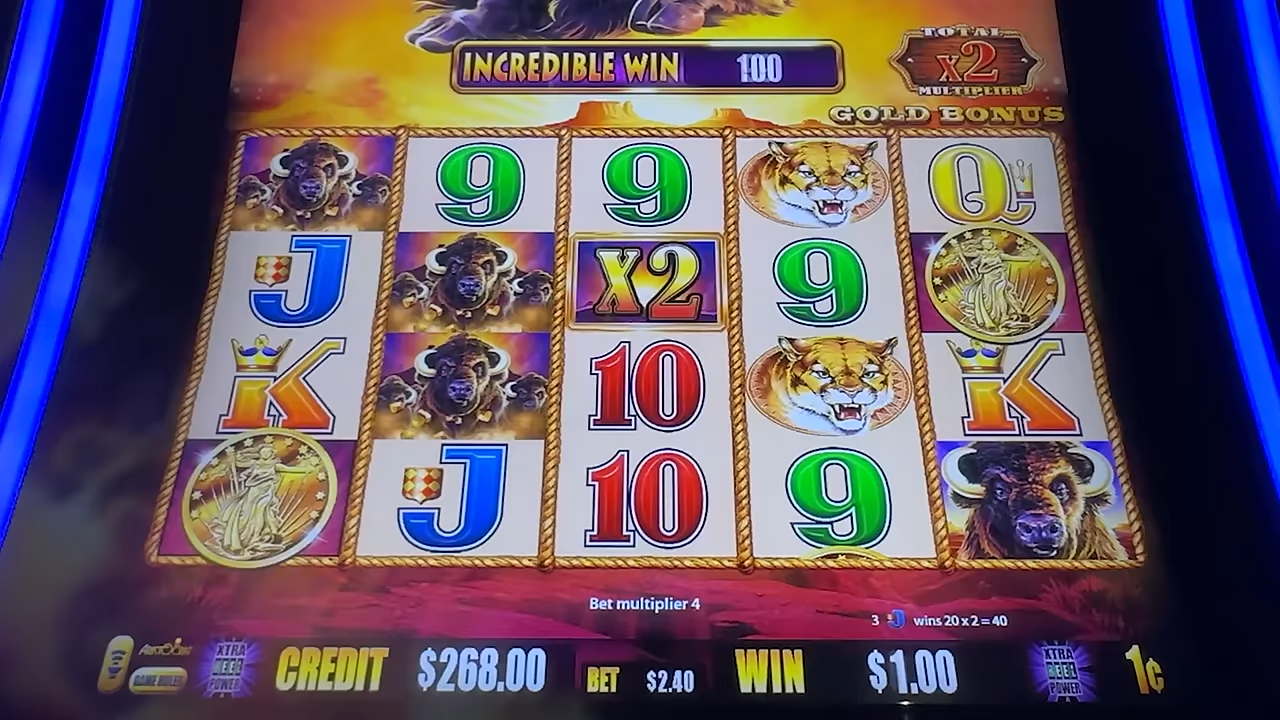 TOTAL
X2
MULTIPLIER
INCREDIBLE WIN 100
GOLD BONUS
9 9 Q
J X2 9
K 10 K
J 10 9
Bet multiplier 4
3 J wins 20 x 2 = 40
XTRA REEL POWER
CREDIT $268.00 BET $2.40 WIN $1.00
XTRA REEL POWER
1¢
GAME RULES